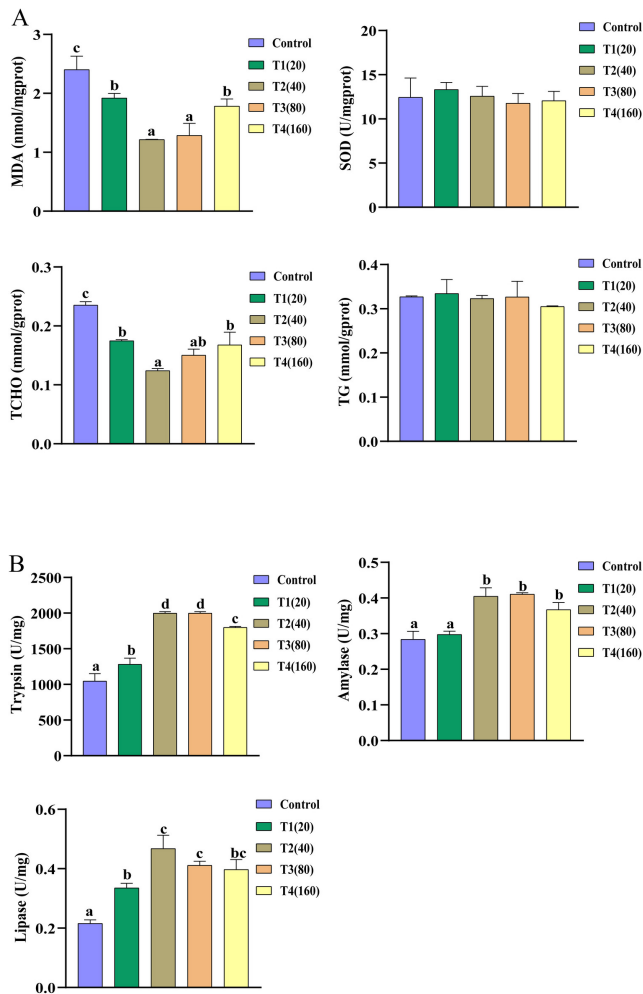 A
MDA (nmol/mgprot)
3
2
1
0
c
b
a
a
b
Control
T1(20)
T2(40)
T3(80)
T4(160)
SOD (U/mgprot)
20
15
10
5
0
Control
T1(20)
T2(40)
T3(80)
T4(160)
TCHO (mmol/gprot)
0.3
0.2
0.1
0.0
c
b
a
ab
b
Control
T1(20)
T2(40)
T3(80)
T4(160)
TG (mmol/gprot)
0.4
0.3
0.2
0.1
0.0
Control
T1(20)
T2(40)
T3(80)
T4(160)
B
Trypsin (U/mg)
2500
2000
1500
1000
500
0
a
b
d
d
c
Control
T1(20)
T2(40)
T3(80)
T4(160)
Amylase (U/mg)
0.5
0.4
0.3
0.2
0.1
0.0
a
a
b
b
b
Control
T1(20)
T2(40)
T3(80)
T4(160)
Lipase (U/mg)
0.6
0.4
0.2
0.0
a
b
c
c
bc
Control
T1(20)
T2(40)
T3(80)
T4(160)